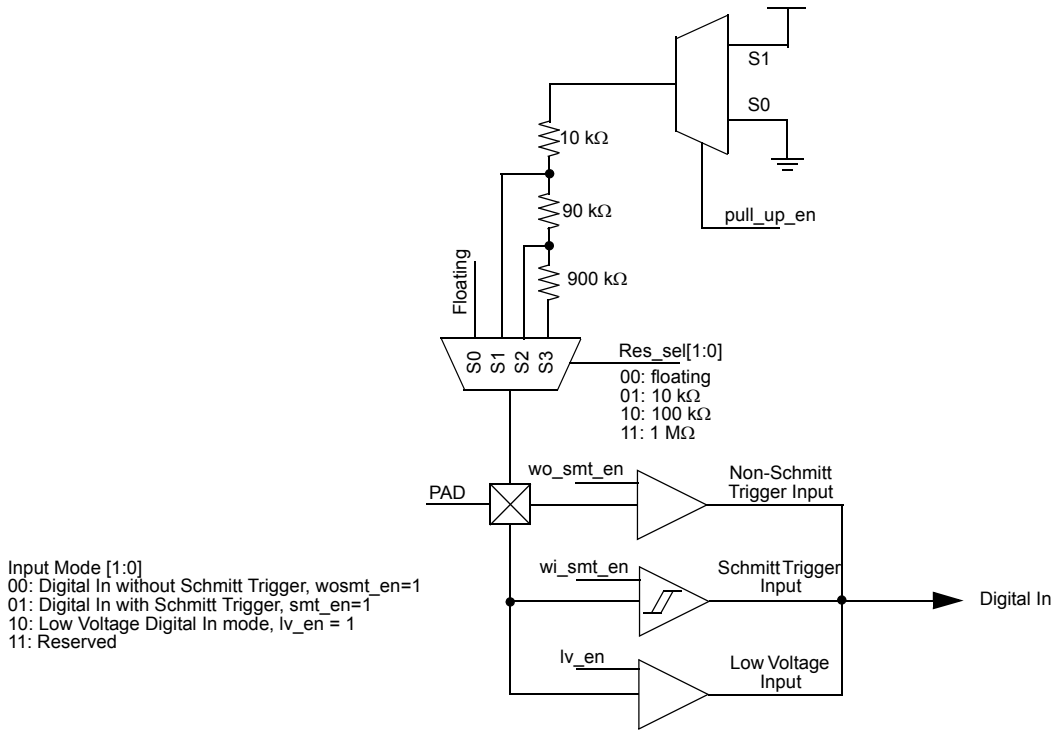 S1
S0
10 kΩ
90 kΩ
pull_up_en
900 kΩ
Floating
S0
S1
S2
S3
Res_sel[1:0]
00: floating
01: 10 kΩ
10: 100 kΩ
11: 1 MΩ
wo_smt_en
Non-Schmitt
Trigger Input
PAD
Input Mode [1:0]
00: Digital In without Schmitt Trigger, wosmt_en=1
01: Digital In with Schmitt Trigger, smt_en=1
10: Low Voltage Digital In mode, lv_en = 1
11: Reserved
wi_smt_en
Schmitt Trigger
Input
Digital In
lv_en
Low Voltage
Input